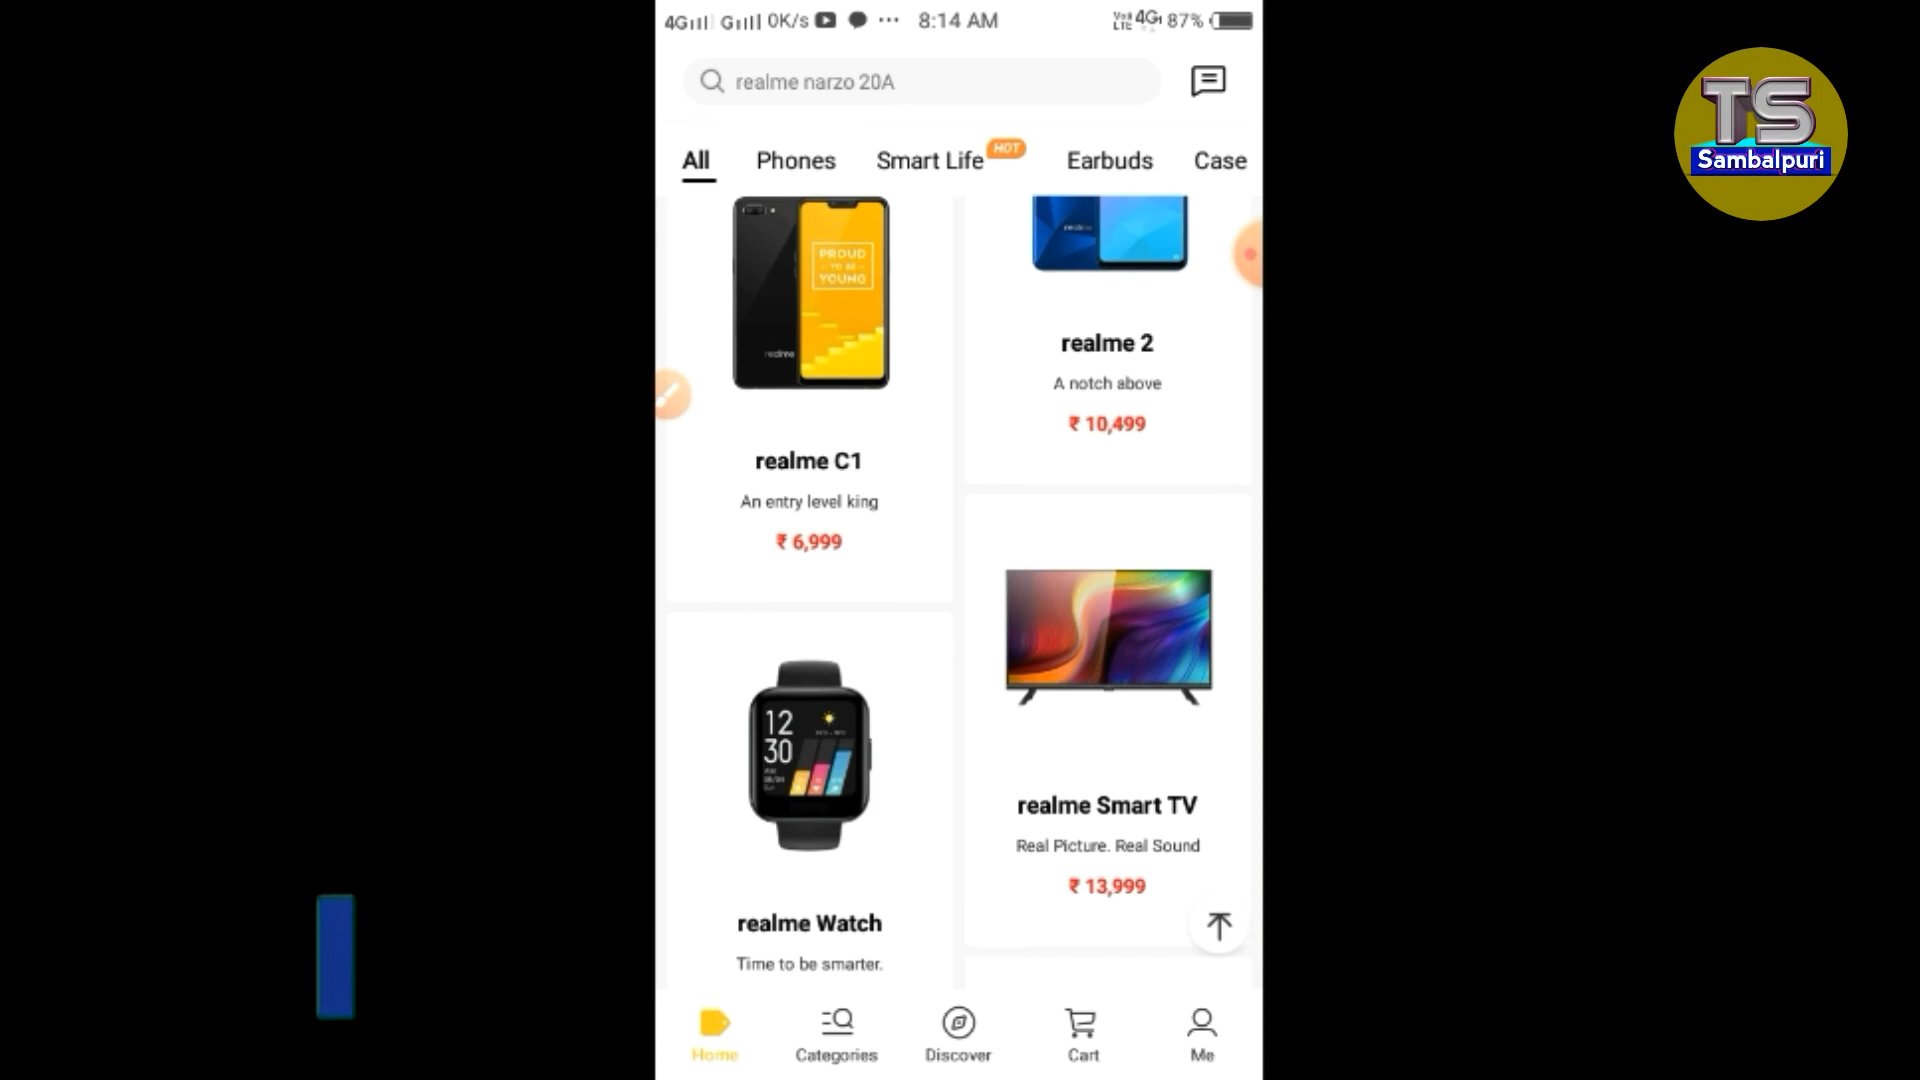 4G G 0K/s ... 8:14 AM 4G 87%
realme narzo 20A
TS
Sambalpuri
All Phones Smart Life HOT Earbuds Case
PROUD
TO BE
YOUNG
realme
realme
realme 2
A notch above
₹ 10,499
realme C1
An entry level king
₹ 6,999
12
30
realme Smart TV
Real Picture. Real Sound
₹ 13,999
realme Watch
Time to be smarter.
Home Categories Discover Cart Me